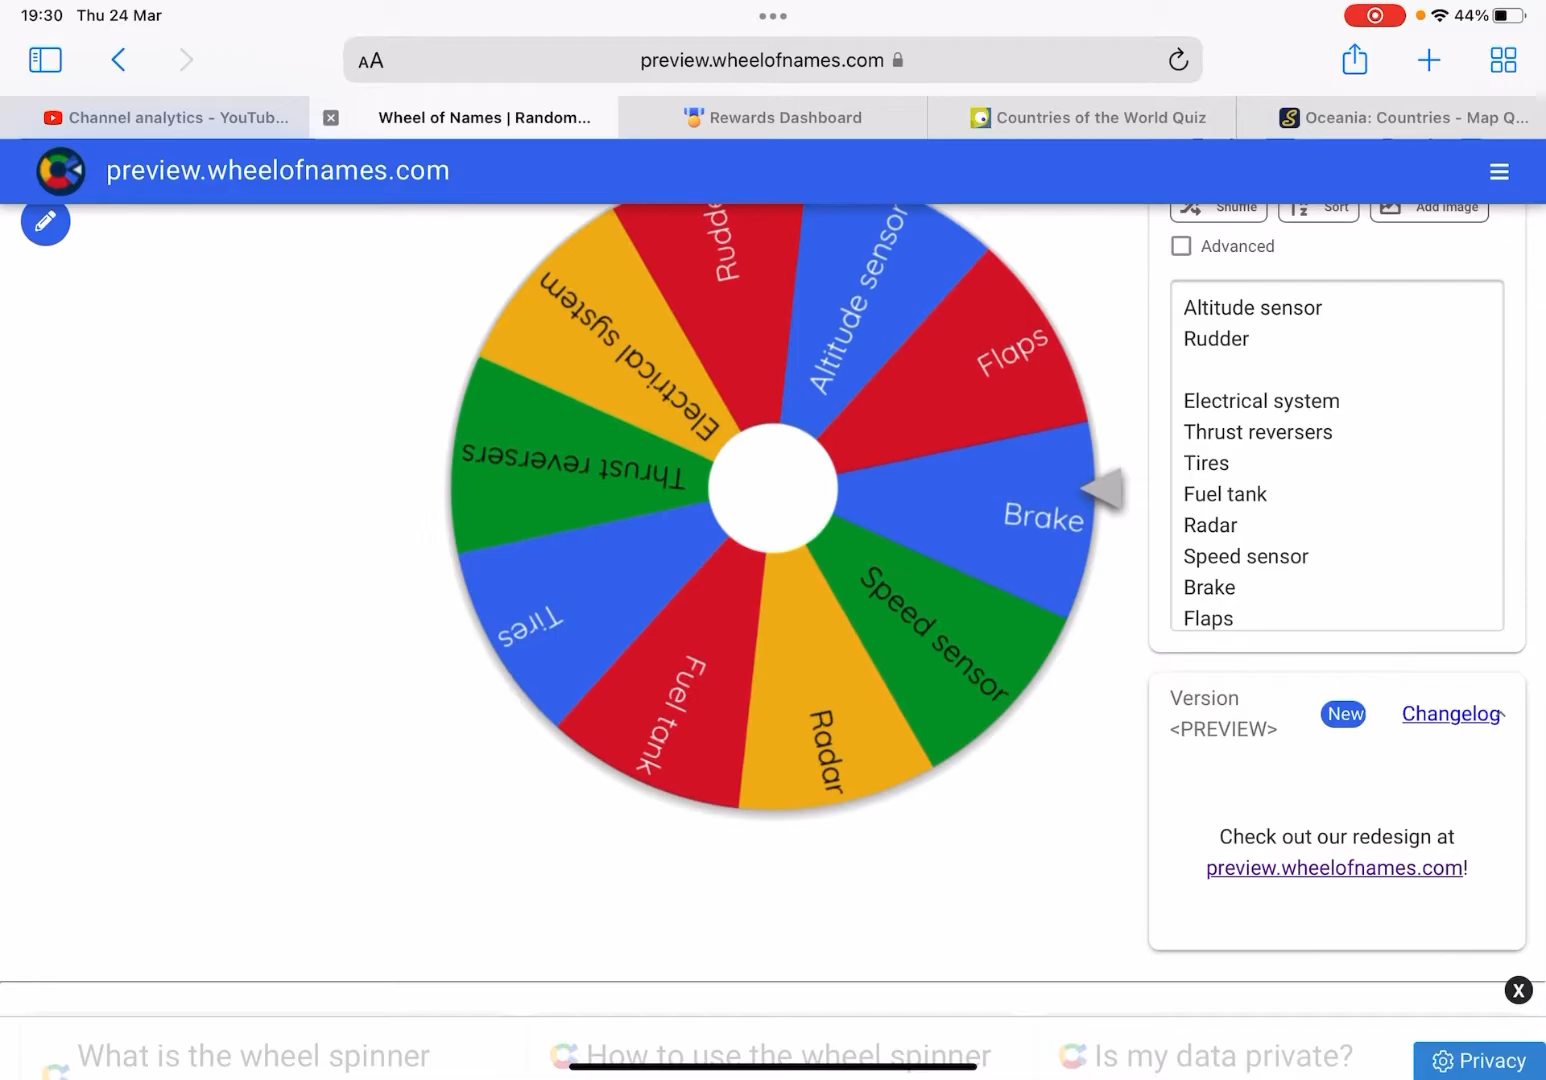 19:30 Thu 24 Mar
44%
AA
preview.wheelofnames.com
Channel analytics - YouTub...
Wheel of Names | Random...
Rewards Dashboard
Countries of the World Quiz
Oceania: Countries - Map Q...
preview.wheelofnames.com
Shuffle
Sort
Add image
Advanced
Altitude sensor
Rudder
Electrical system
Thrust reversers
Tires
Fuel tank
Radar
Speed sensor
Brake
Flaps
Rudde
Altitude sensor
Flaps
Brake
Speed sensor
Radar
Fuel tank
Tires
Thrust reversers
Electrical system
Version
<PREVIEW>
New
Changelog
Check out our redesign at
preview.wheelofnames.com!
X
What is the wheel spinner
How to use the wheel spinner
Is my data private?
Privacy